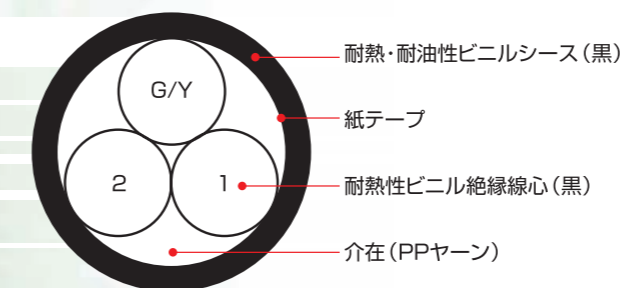 耐熱・耐油性ビニルシース(黒)
G/Y
紙テープ
2
1
耐熱性ビニル絶縁線心(黒)
介在(PPヤーン)